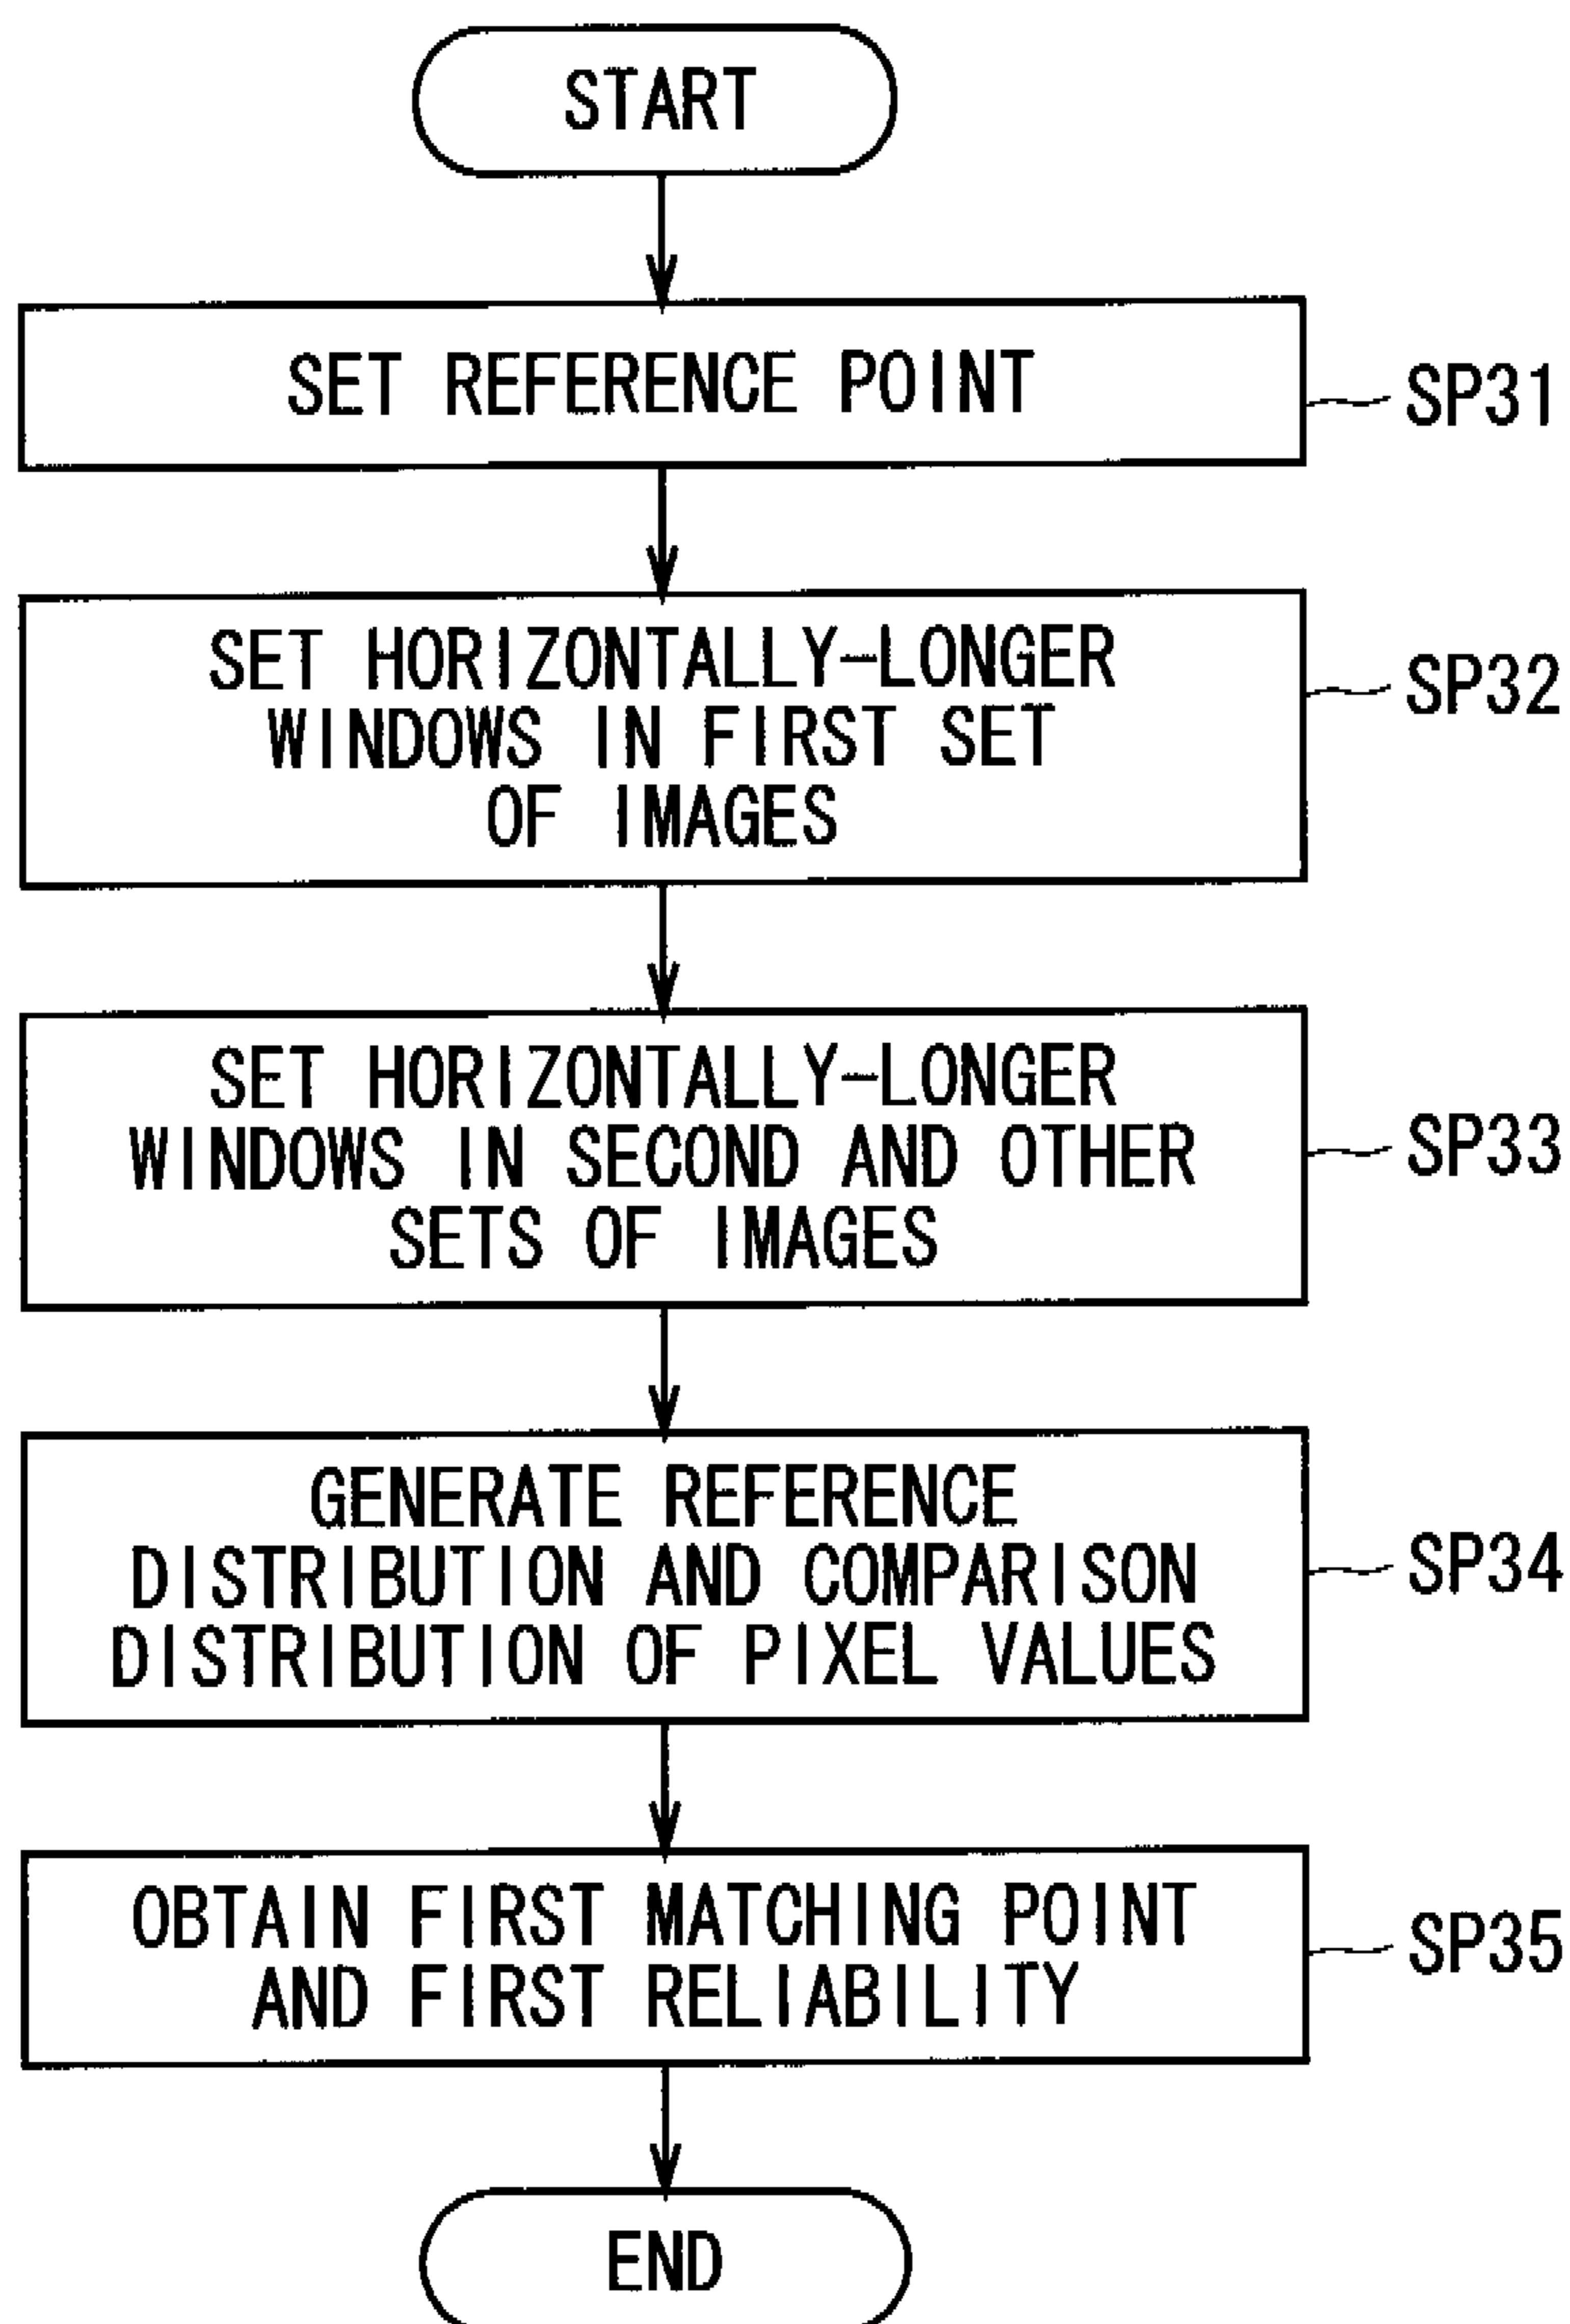 START
SET REFERENCE POINT
SP31
SET HORIZONTALLY-LONGER
WINDOWS IN FIRST SET
OF IMAGES
SP32
SET HORIZONTALLY-LONGER
WINDOWS IN SECOND AND OTHER
SETS OF IMAGES
SP33
GENERATE REFERENCE
DISTRIBUTION AND COMPARISON
DISTRIBUTION OF PIXEL VALUES
SP34
OBTAIN FIRST MATCHING POINT
AND FIRST RELIABILITY
SP35
END